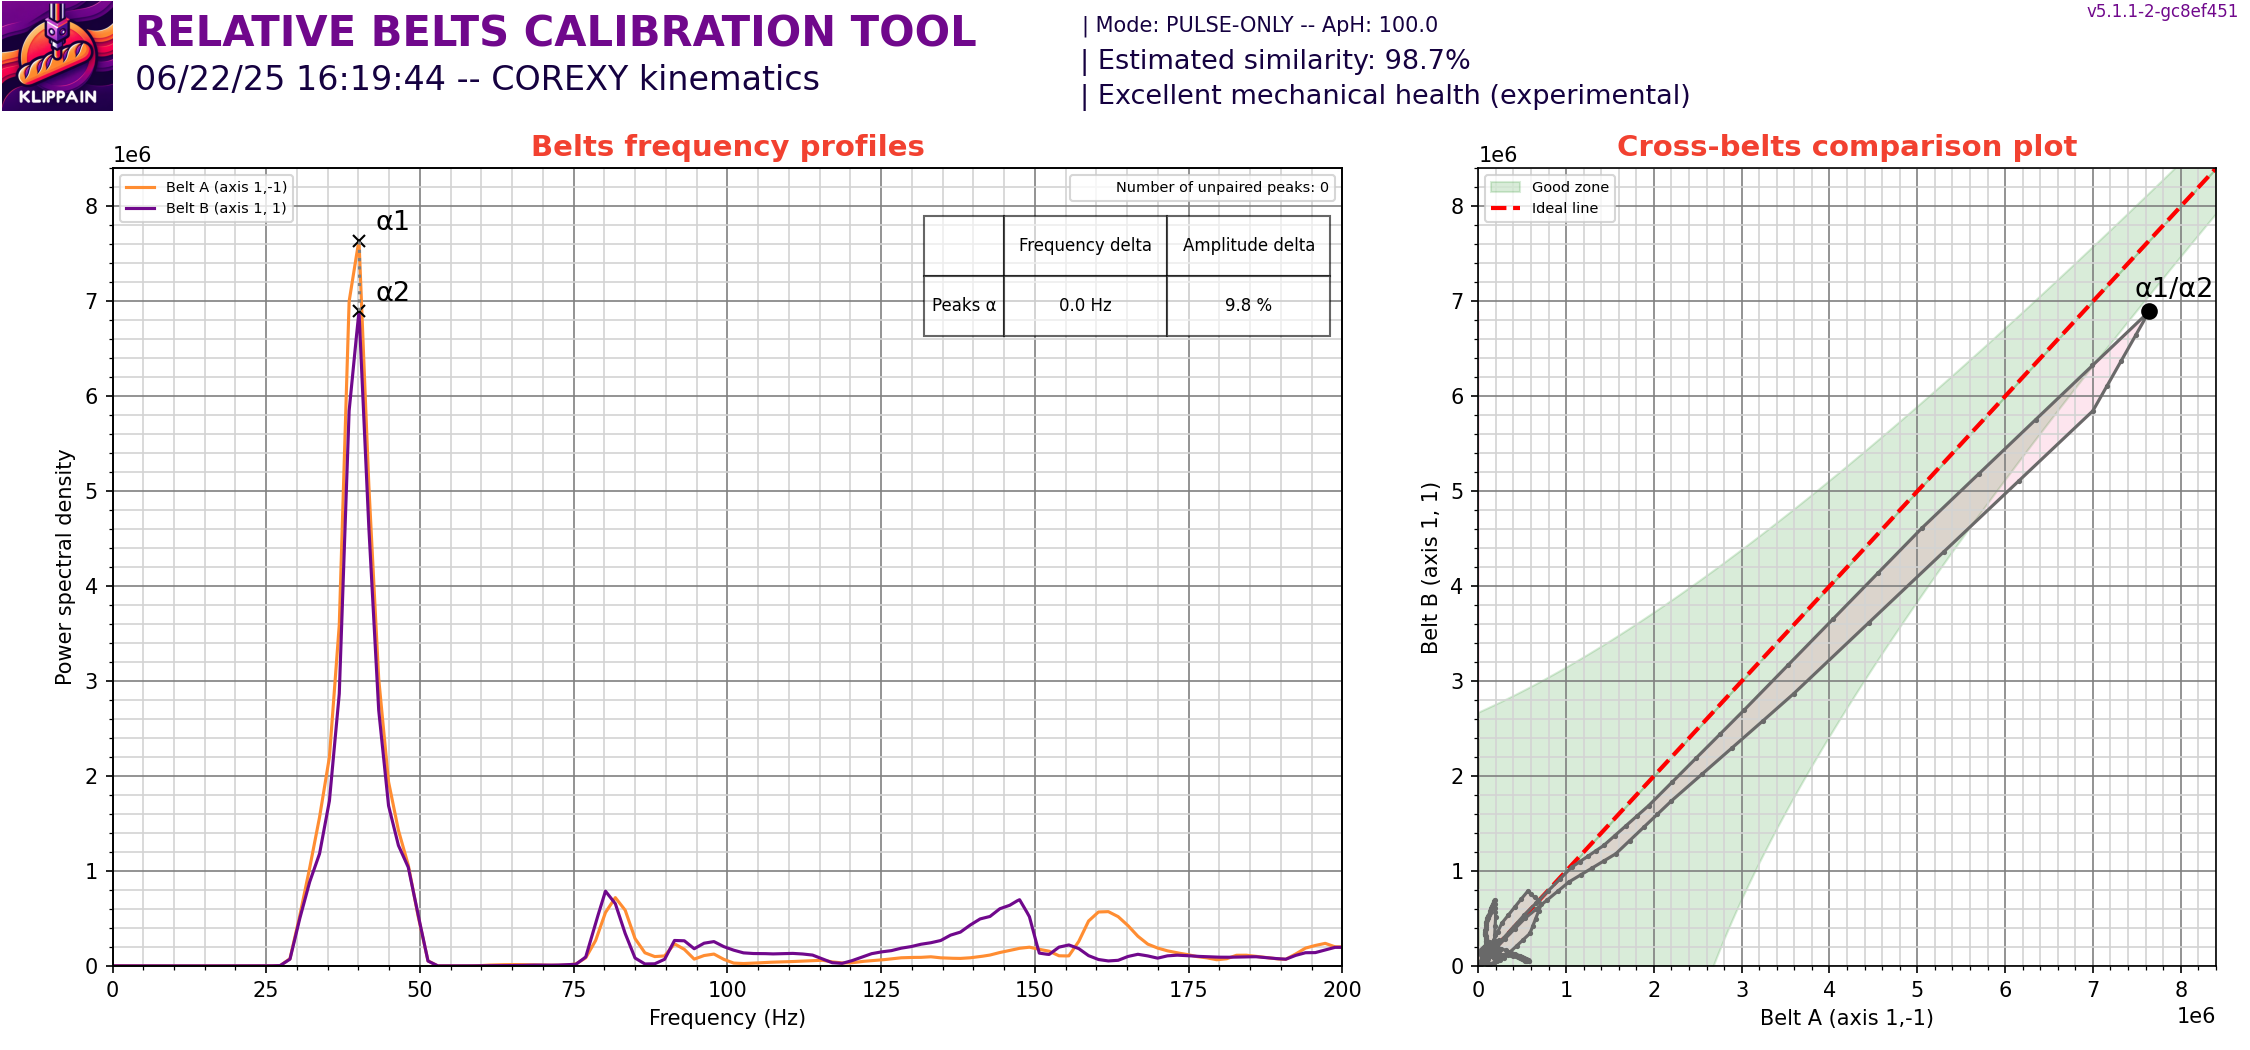 KLIPPAIN
RELATIVE BELTS CALIBRATION TOOL
06/22/25 16:19:44 -- COREXY kinematics
| Mode: PULSE-ONLY -- ApH: 100.0
| Estimated similarity: 98.7%
| Excellent mechanical health (experimental)
v5.1.1-2-gc8ef451
Belts frequency profiles
1e6
Belt A (axis 1,-1)
Belt B (axis 1, 1)
Number of unpaired peaks: 0
Frequency delta Amplitude delta
Peaks α 0.0 Hz 9.8 %
α1
α2
8
7
6
5
4
3
2
1
0
Power spectral density
0 25 50 75 100 125 150 175 200
Frequency (Hz)
Cross-belts comparison plot
1e6
Good zone
Ideal line
α1/α2
8
7
6
5
4
3
2
1
0
Belt B (axis 1, 1)
0 1 2 3 4 5 6 7 8
Belt A (axis 1,-1)
1e6